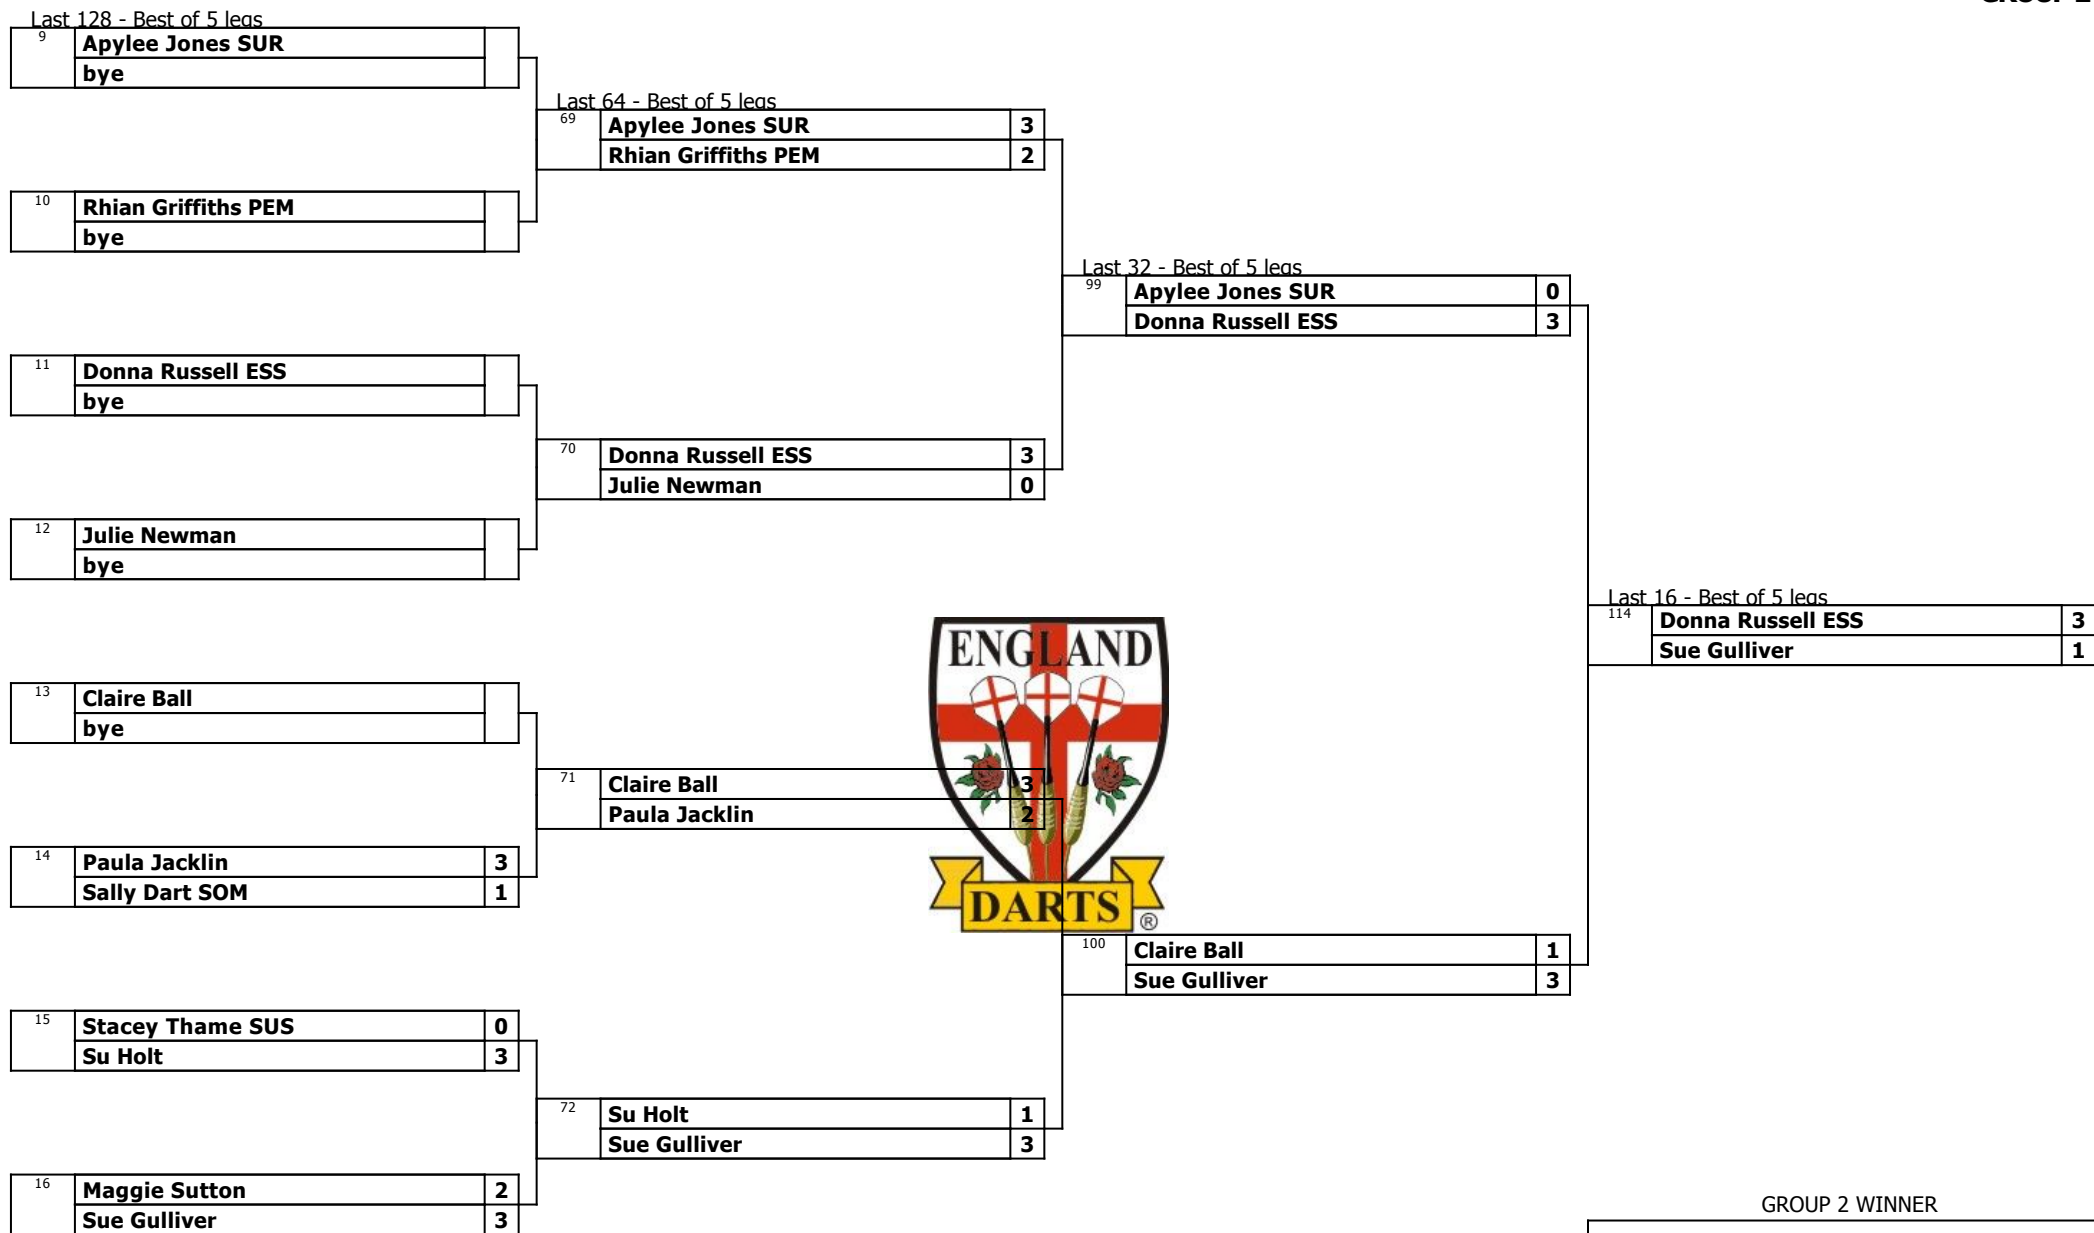 GROUP 2
Last 128 - Best of 5 legs
9
Apylee Jones SUR
bye
Last 64 - Best of 5 legs
69
Apylee Jones SUR 3
Rhian Griffiths PEM 2
10
Rhian Griffiths PEM
bye
Last 32 - Best of 5 legs
99
Apylee Jones SUR 0
Donna Russell ESS 3
11
Donna Russell ESS
bye
70
Donna Russell ESS 3
Julie Newman 0
12
Julie Newman
bye
Last 16 - Best of 5 legs
114
Donna Russell ESS 3
Sue Gulliver 1
ENGLAND
DARTS
®
13
Claire Ball
bye
71
Claire Ball 3
Paula Jacklin 2
14
Paula Jacklin 3
Sally Dart SOM 1
100
Claire Ball 1
Sue Gulliver 3
15
Stacey Thame SUS 0
Su Holt 3
72
Su Holt 1
Sue Gulliver 3
16
Maggie Sutton 2
Sue Gulliver 3
GROUP 2 WINNER